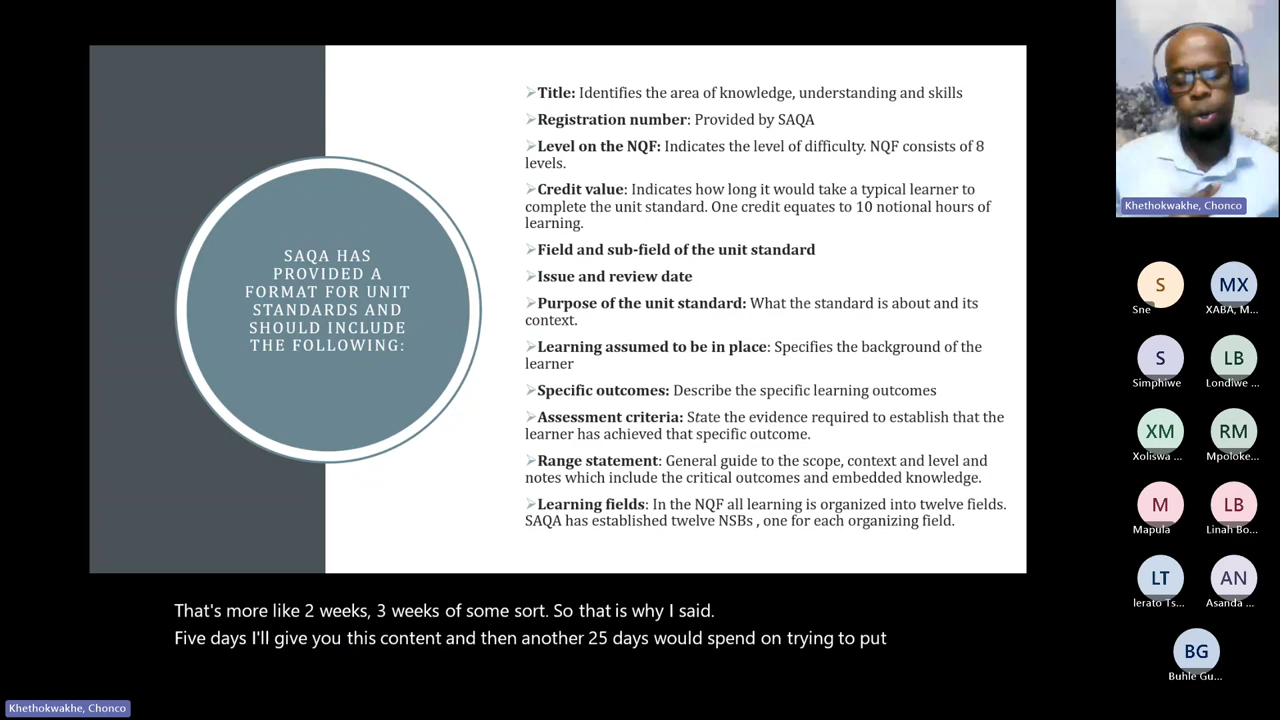 SAQA HAS
PROVIDED A
FORMAT FOR UNIT
STANDARDS AND
SHOULD INCLUDE
THE FOLLOWING:
➢Title: Identifies the area of knowledge, understanding and skills
➢Registration number: Provided by SAQA
➢Level on the NQF: Indicates the level of difficulty. NQF consists of 8
levels.
➢Credit value: Indicates how long it would take a typical learner to
complete the unit standard. One credit equates to 10 notional hours of
learning.
➢Field and sub-field of the unit standard
➢Issue and review date
➢Purpose of the unit standard: What the standard is about and its
context.
➢Learning assumed to be in place: Specifies the background of the
learner
➢Specific outcomes: Describe the specific learning outcomes
➢Assessment criteria: State the evidence required to establish that the
learner has achieved that specific outcome.
➢Range statement: General guide to the scope, context and level and
notes which include the critical outcomes and embedded knowledge.
➢Learning fields: In the NQF all learning is organized into twelve fields.
SAQA has established twelve NSBs , one for each organizing field.
That's more like 2 weeks, 3 weeks of some sort. So that is why I said.
Five days I'll give you this content and then another 25 days would spend on trying to put
Khethokwakhe, Chonco
Khethokwakhe, Chonco
S
Sne
MX
XABA, M...
S
Simphiwe
LB
Londiwe ...
XM
Xoliswa ...
RM
Mpoloke...
M
Mapula
LB
Linah Bo...
LT
lerato Ts...
AN
Asanda ...
BG
Buhle Gu...